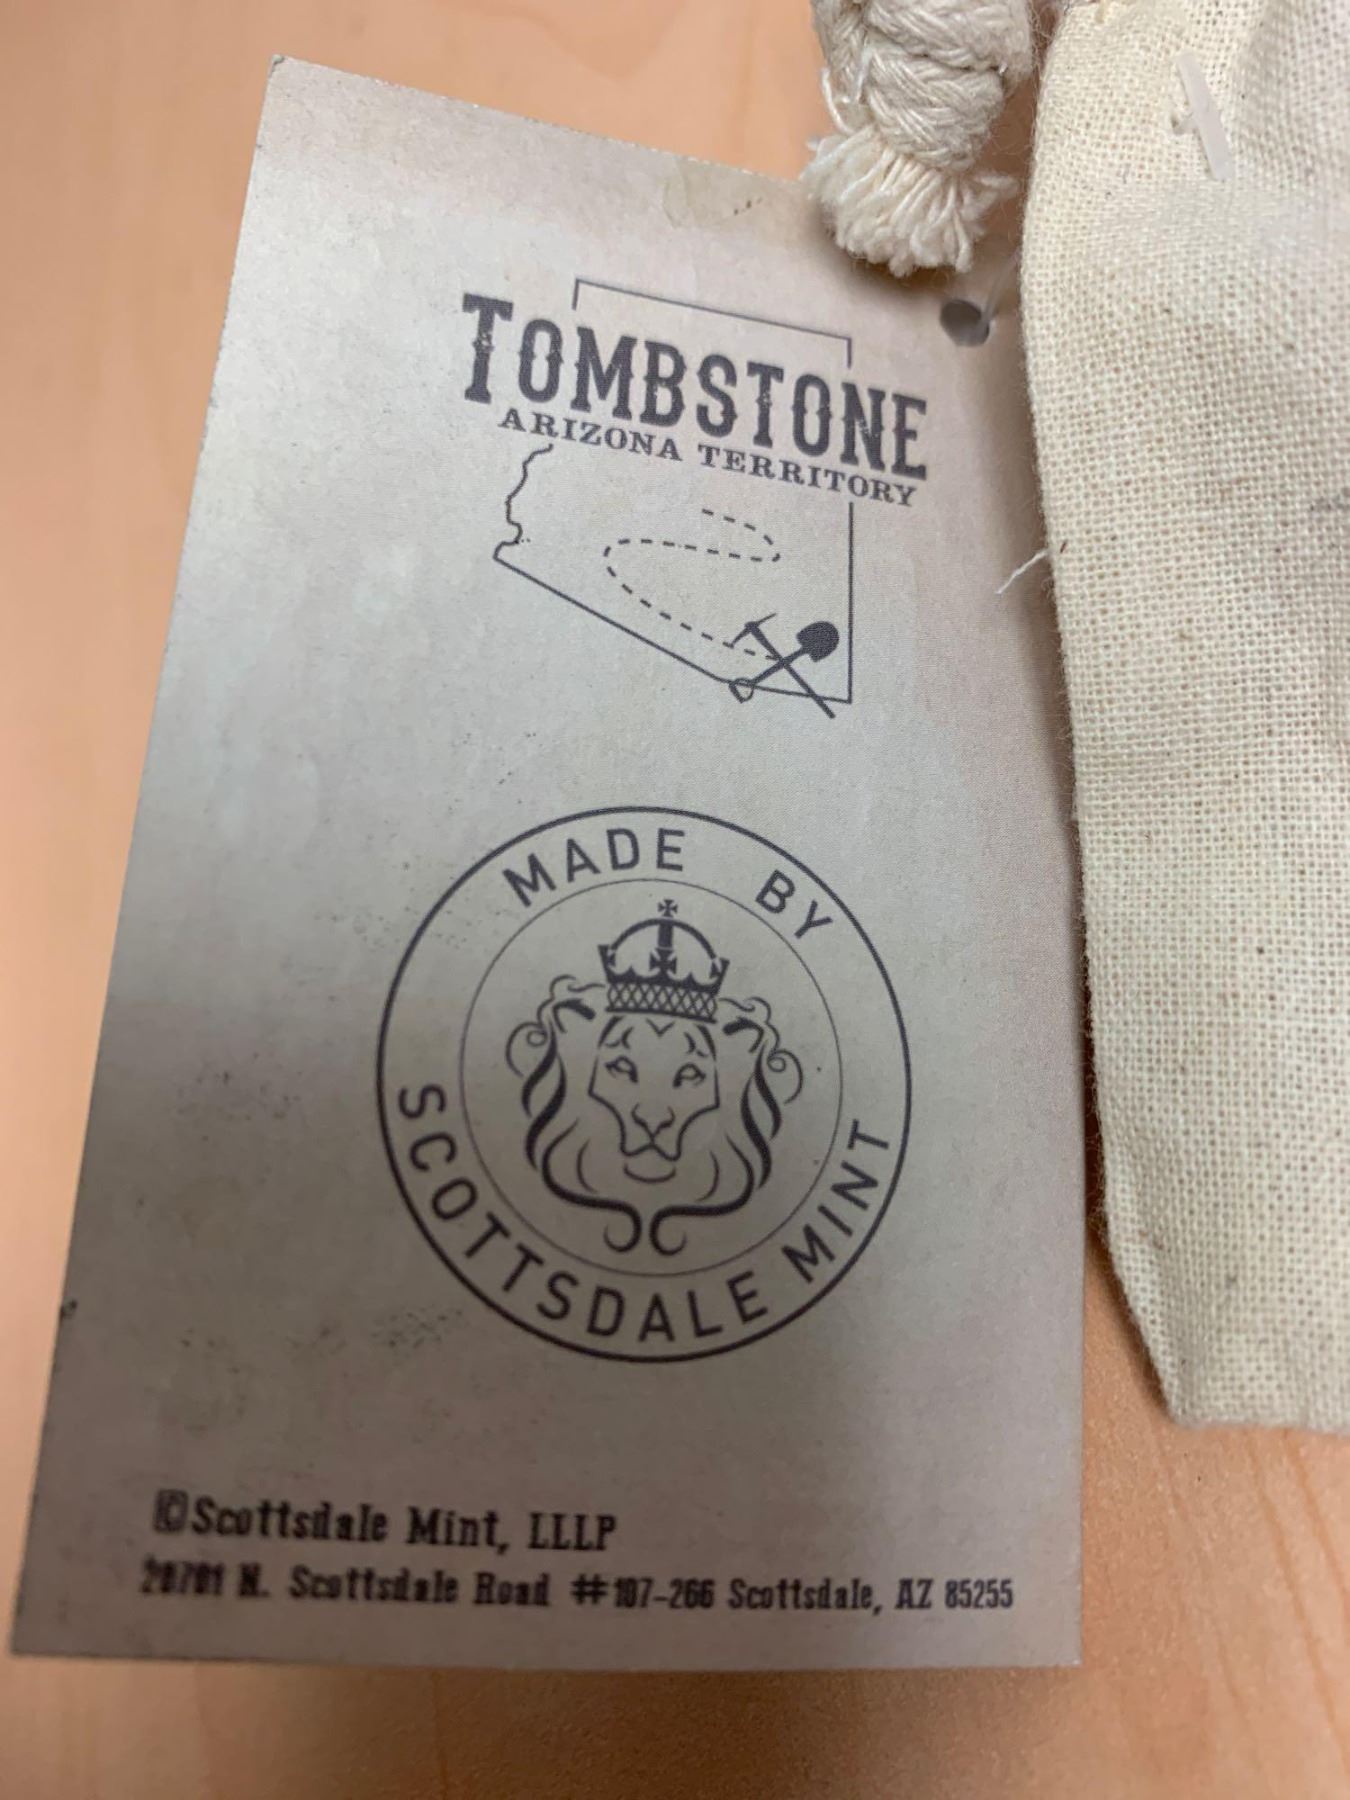 TOMBSTONE
ARIZONA TERRITORY
MADE BY
SCOTTSDALE MINT
©Scottsdale Mint, LLLP
20701 N. Scottsdale Road #107-266 Scottsdale, AZ 85255